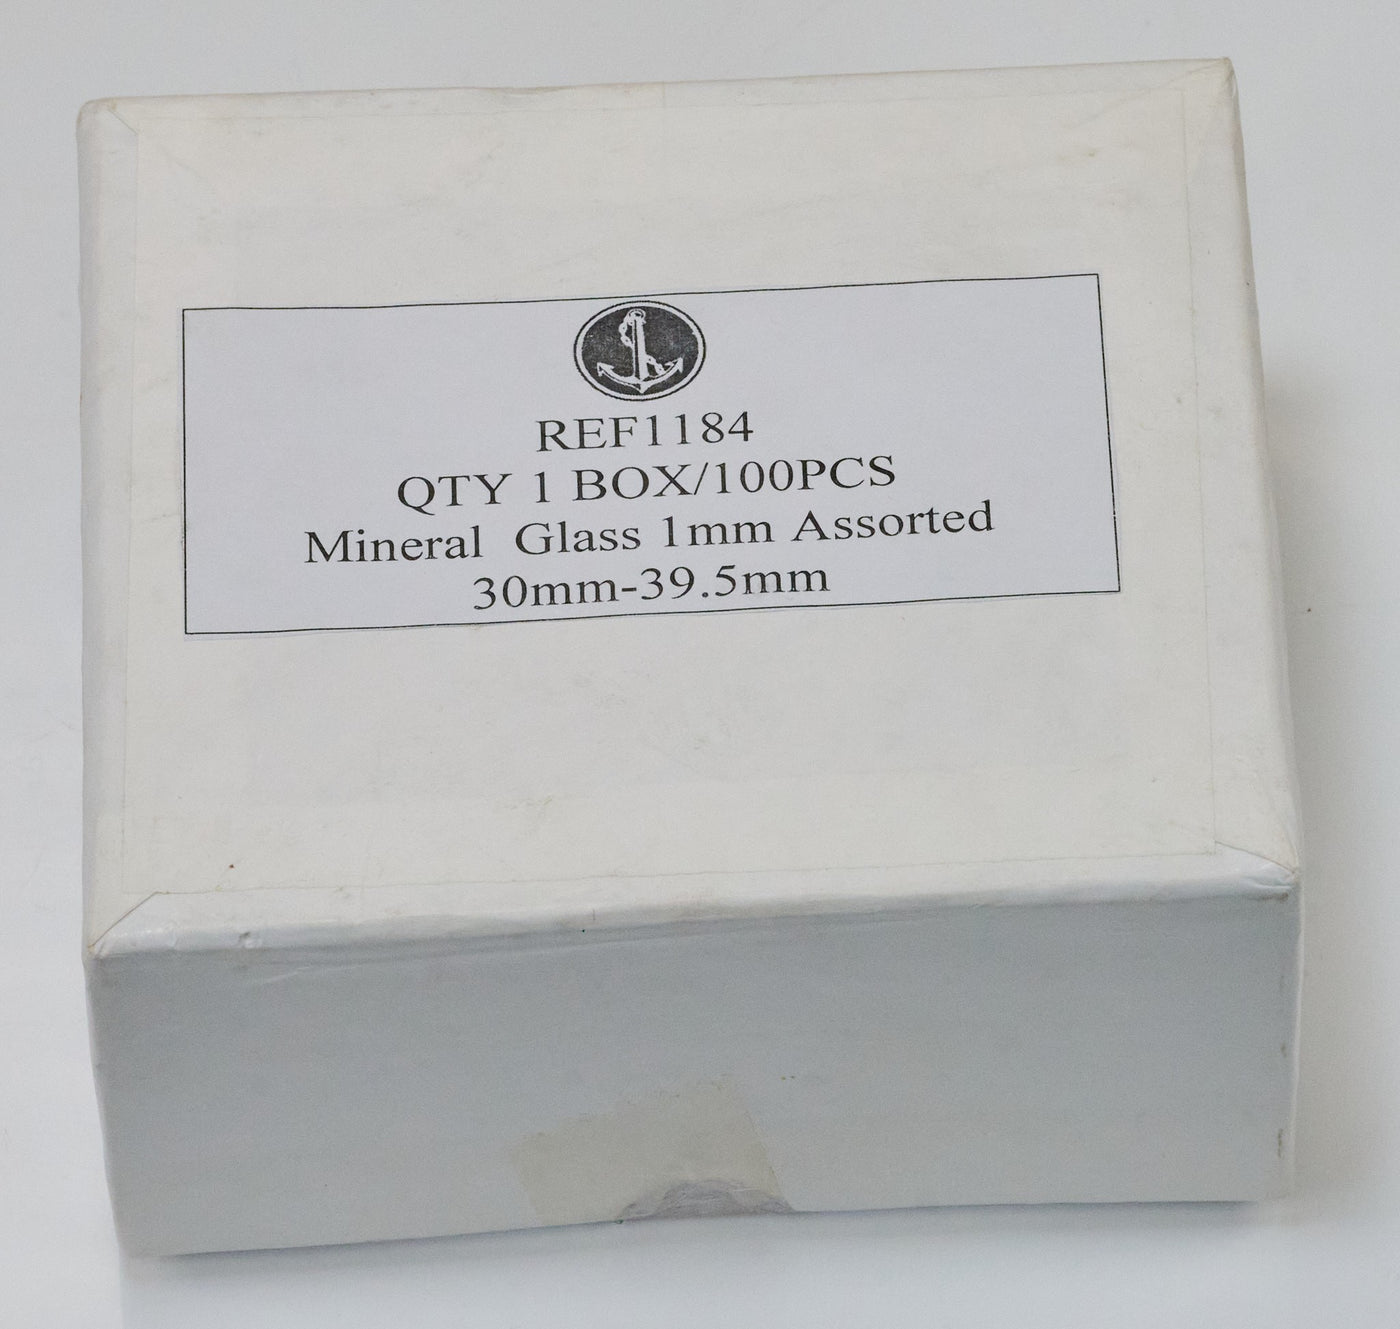 REF1184
QTY 1 BOX/100PCS
Mineral Glass 1mm Assorted
30mm-39.5mm